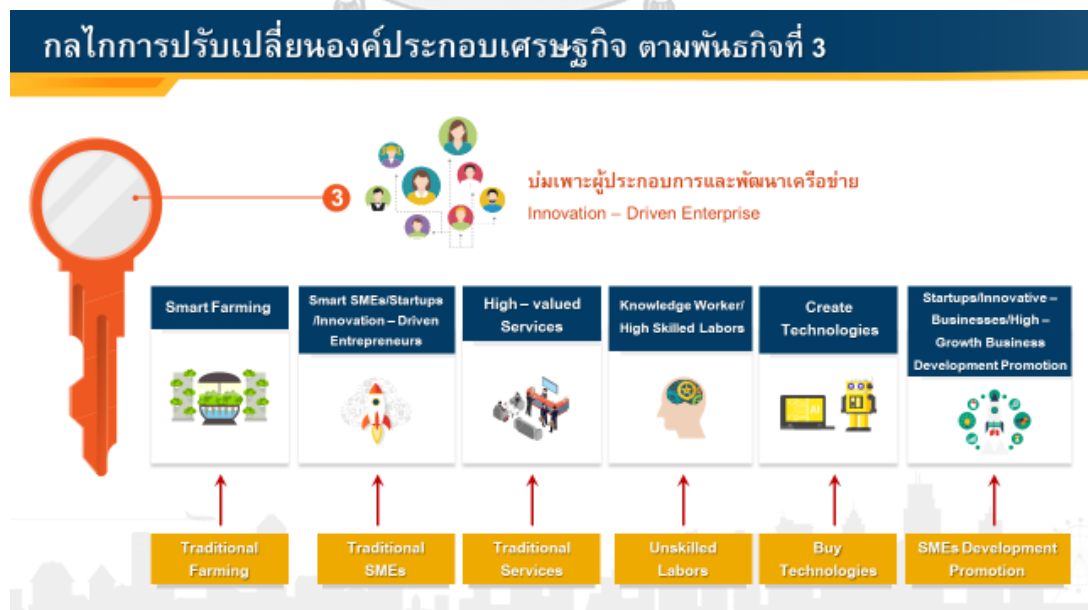 กลไกการปรับเปลี่ยนองค์ประกอบเศรษฐกิจ ตามพันธกิจที่ 3
3
บ่มเพาะผู้ประกอบการและพัฒนาเครือข่าย
Innovation – Driven Enterprise
Smart Farming
Smart SMEs/Startups
/Innovation – Driven
Entrepreneurs
High – valued
Services
Knowledge Worker/
High Skilled Labors
Create
Technologies
Startups/Innovative –
Businesses/High –
Growth Business
Development Promotion
AI
Traditional
Farming
Traditional
SMEs
Traditional
Services
Unskilled
Labors
Buy
Technologies
SMEs Development
Promotion